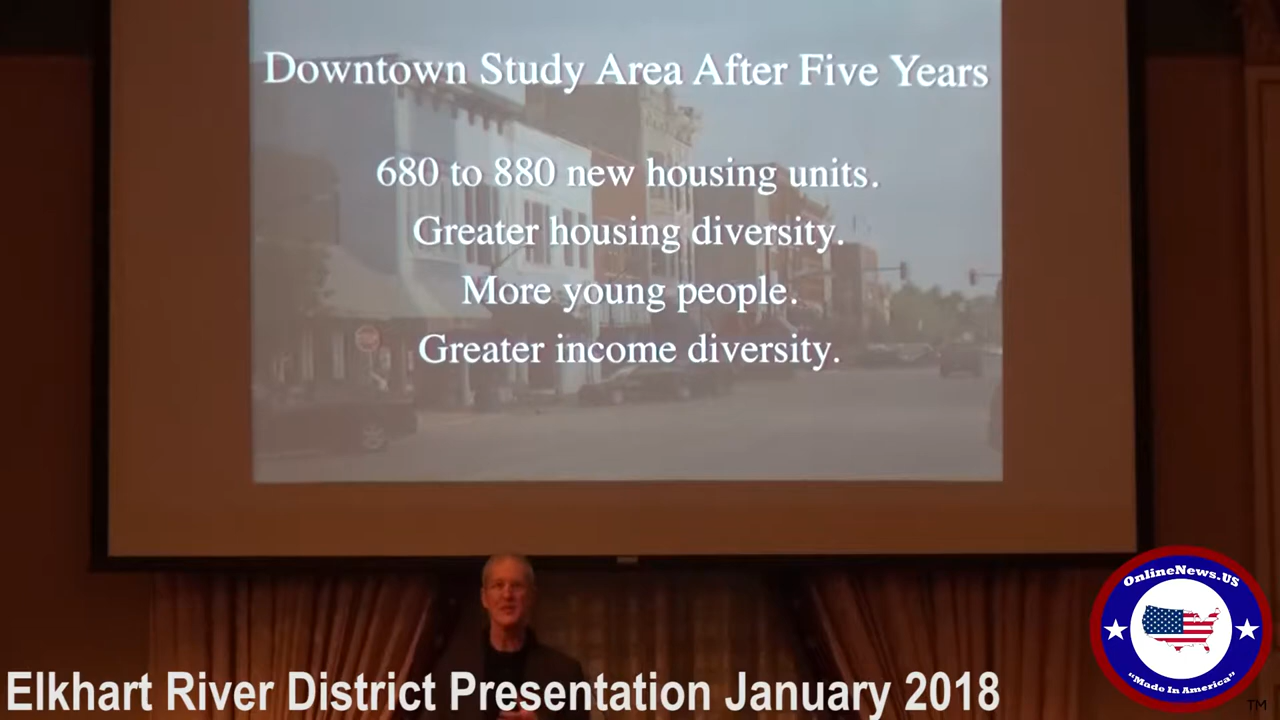 Downtown Study Area After Five Years
680 to 880 new housing units.
Greater housing diversity.
More young people.
Greater income diversity.
OnlineNews.US
"Made In America"
TM
Elkhart River District Presentation January 2018